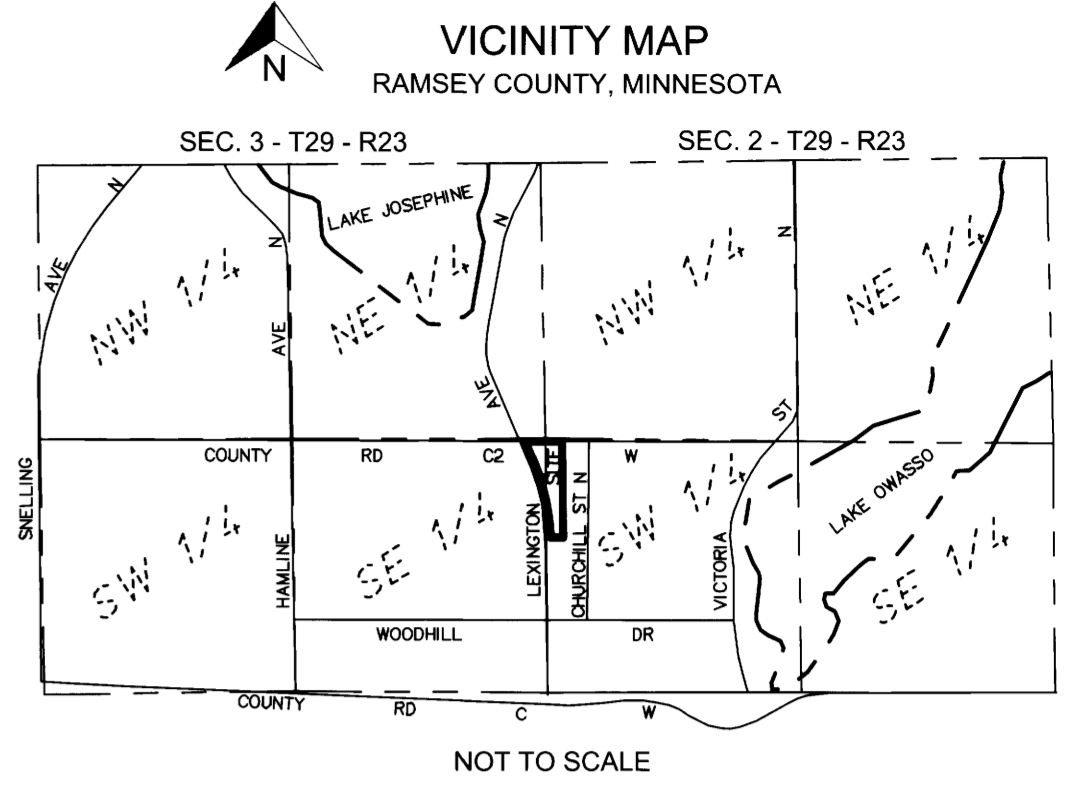 N
VICINITY MAP
RAMSEY COUNTY, MINNESOTA
SEC. 3 - T29 - R23
SEC. 2 - T29 - R23
SNELLING AVE N
HAMLINE AVE N
LAKE JOSEPHINE
LEXINGTON AVE N
VICTORIA ST N
NW 1/4
NE 1/4
NW 1/4
NE 1/4
COUNTY RD C2 W
SITE
CHURCHILL ST N
LAKE OWASSO
SW 1/4
SE 1/4
SW 1/4
SE 1/4
WOODHILL DR
COUNTY RD C W
NOT TO SCALE